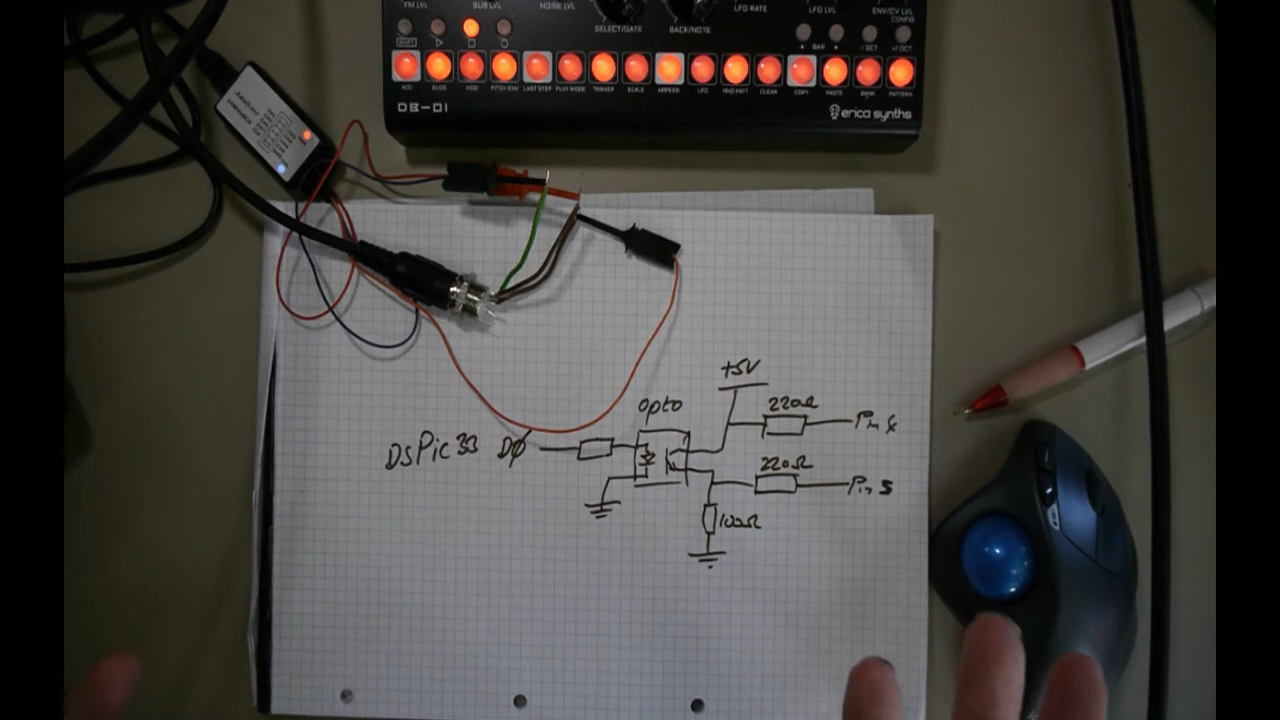 FM LVL SUB LVL NOISE LVL LFO RATE LFO LVL ENV/CV LVL
CONFIG
SELECT/GATE BACK/NOTE
SHIFT BAR -1 OCT +1 OCT
ACC SLIDE MOD PITCH ENV LAST STEP PLAY MODE TRANSP SCALE ARPEGG LFO RND PATT CLEAR COPY PASTE BANK PATTERN
DB-01 erica synths
Analyzer
+5V
opto 220Ω Pin 4
DSPic33 DØ
220Ω Pin 5
100Ω